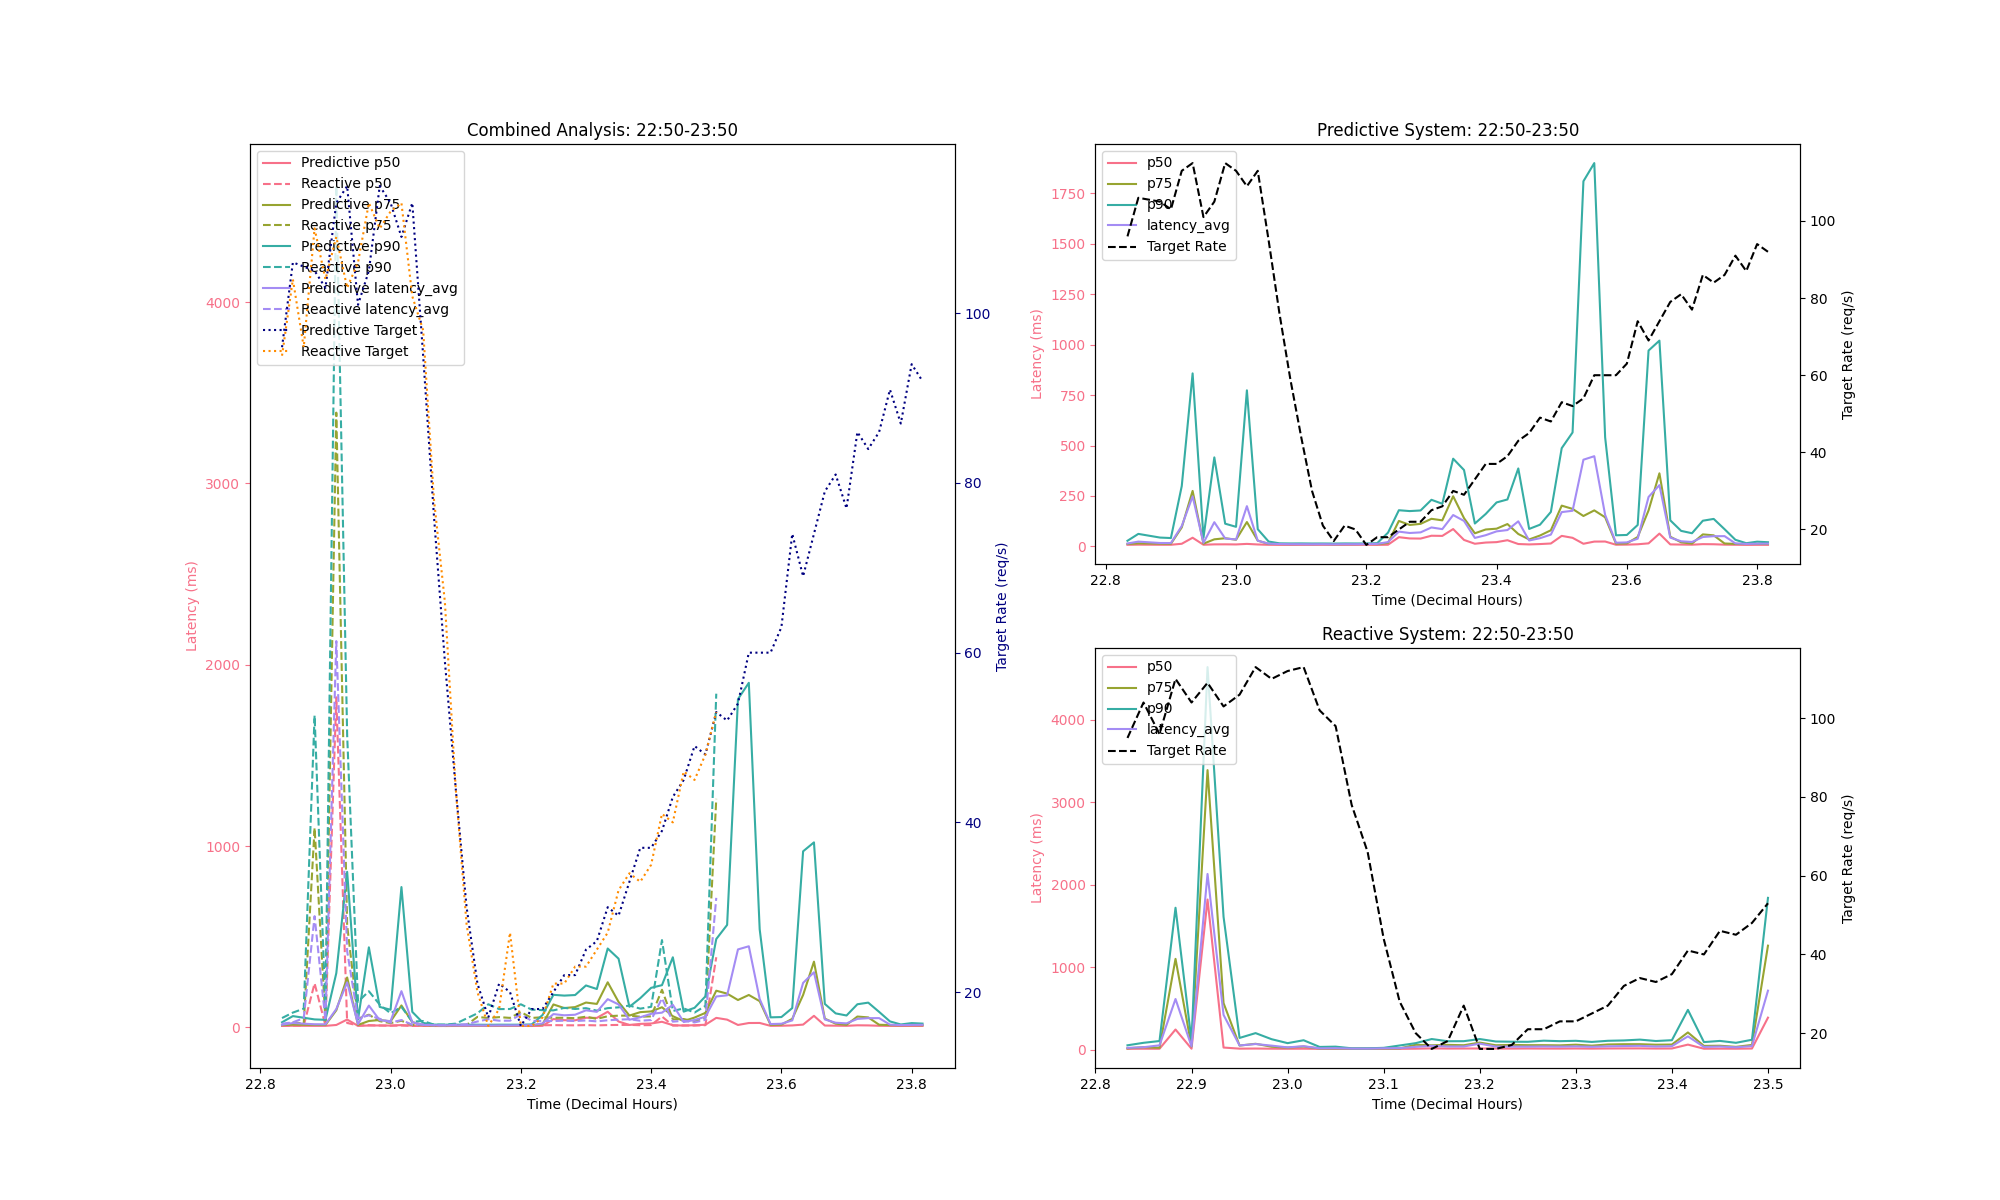 Combined Analysis: 22:50-23:50
Predictive p50
Reactive p50
Predictive p75
Reactive p75
Predictive p90
Reactive p90
Predictive latency_avg
Reactive latency_avg
Predictive Target
Reactive Target
4000
3000
2000
1000
0
Latency (ms)
100
80
60
40
20
Target Rate (req/s)
22.8 23.0 23.2 23.4 23.6 23.8
Time (Decimal Hours)
Predictive System: 22:50-23:50
p50
p75
p90
latency_avg
Target Rate
1750
1500
1250
1000
750
500
250
0
Latency (ms)
100
80
60
40
20
Target Rate (req/s)
22.8 23.0 23.2 23.4 23.6 23.8
Time (Decimal Hours)
Reactive System: 22:50-23:50
p50
p75
p90
latency_avg
Target Rate
4000
3000
2000
1000
0
Latency (ms)
100
80
60
40
20
Target Rate (req/s)
22.8 22.9 23.0 23.1 23.2 23.3 23.4 23.5
Time (Decimal Hours)